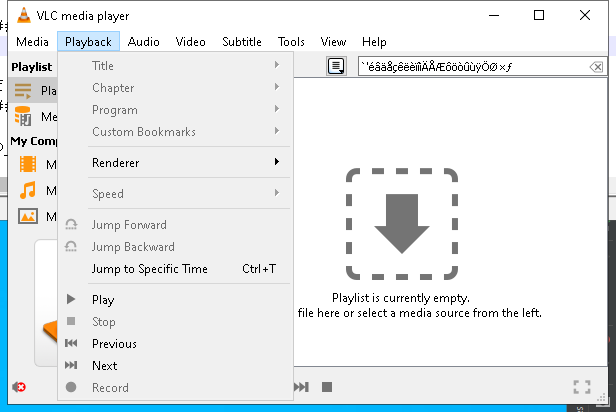 VLC media player
Media Playback Audio Video Subtitle Tools View Help
Playlist
Pla
Me
My Comp
M
M
M
Title
Chapter
Program
Custom Bookmarks
Renderer
Speed
Jump Forward
Jump Backward
Jump to Specific Time Ctrl+T
Play
Stop
Previous
Next
Record
Playlist is currently empty.
file here or select a media source from the left.